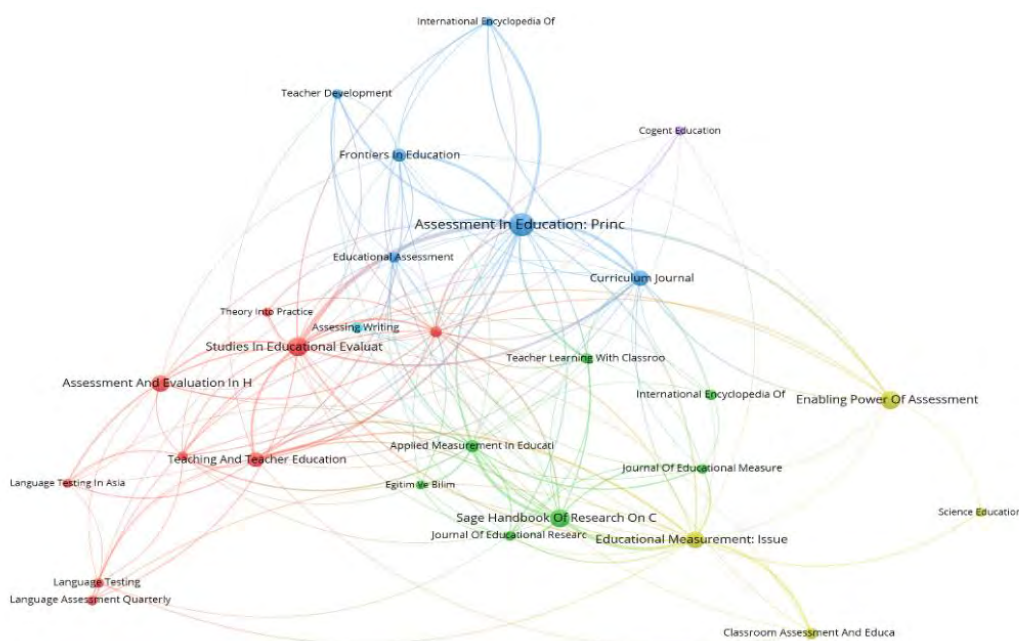 International Encyclopedia Of
Teacher Development
Cogent Education
Frontiers In Education
Assessment In Education: Princ
Educational Assessment
Curriculum Journal
Theory Into Practice
Assessing Writing
Studies In Educational Evaluat
Teacher Learning With Classroo
Assessment And Evaluation In H
International Encyclopedia Of
Enabling Power Of Assessment
Applied Measurement In Educati
Teaching And Teacher Education
Journal Of Educational Measure
Language Testing In Asia
Egitim Ve Bilim
Science Education
Sage Handbook Of Research On C
Journal Of Educational Researc
Educational Measurement: Issue
Language Testing
Language Assessment Quarterly
Classroom Assessment And Educa